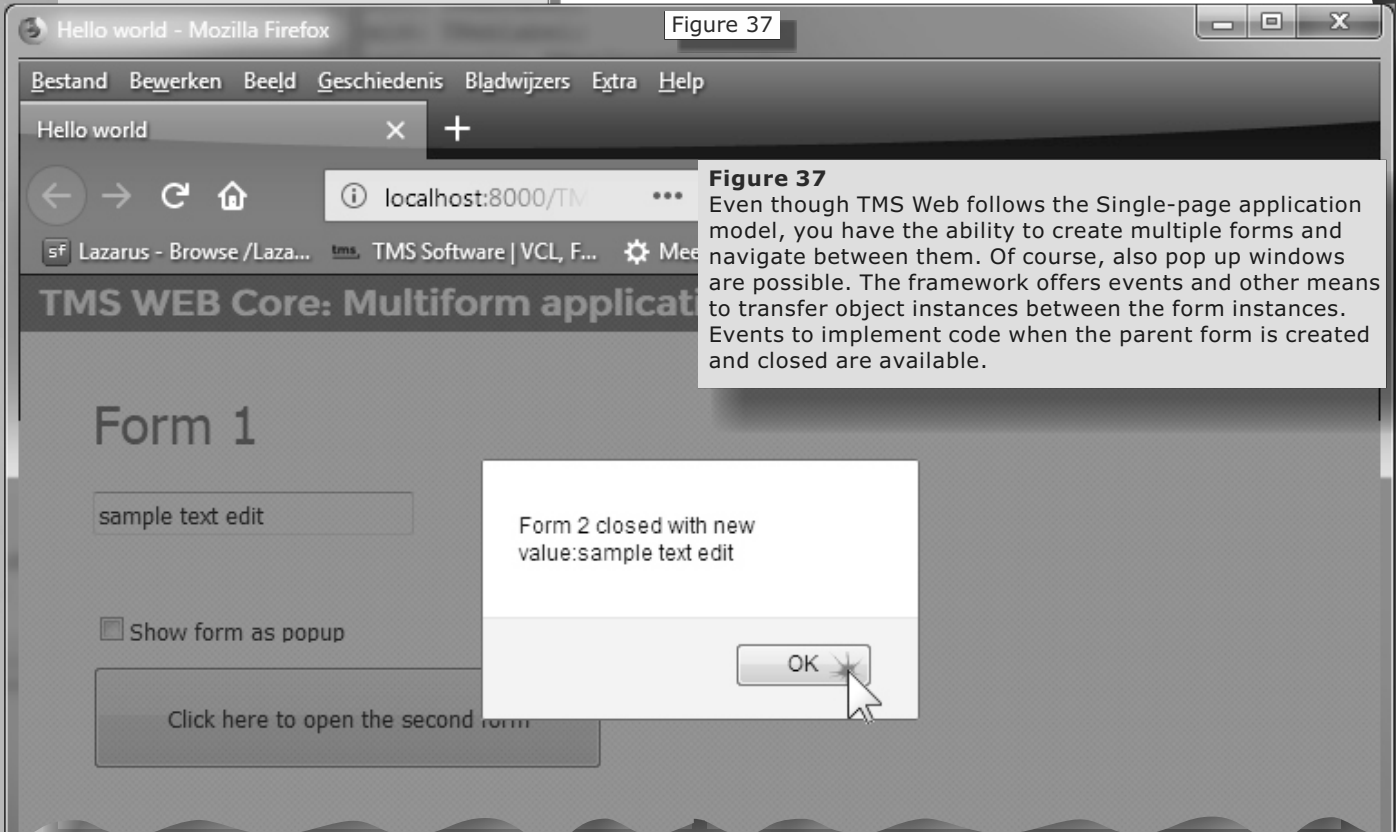 Hello world - Mozilla Firefox
Figure 37
Bestand Bewerken Beeld Geschiedenis Bladwijzers Extra Help
Hello world
localhost:8000/TM
sf Lazarus - Browse /Laza... tms TMS Software | VCL, F... Mee
Figure 37
Even though TMS Web follows the Single-page application
model, you have the ability to create multiple forms and
navigate between them. Of course, also pop up windows
are possible. The framework offers events and other means
to transfer object instances between the form instances.
Events to implement code when the parent form is created
and closed are available.
TMS WEB Core: Multiform applicati
Form 1
sample text edit
Form 2 closed with new
value:sample text edit
Show form as popup
OK
Click here to open the second form